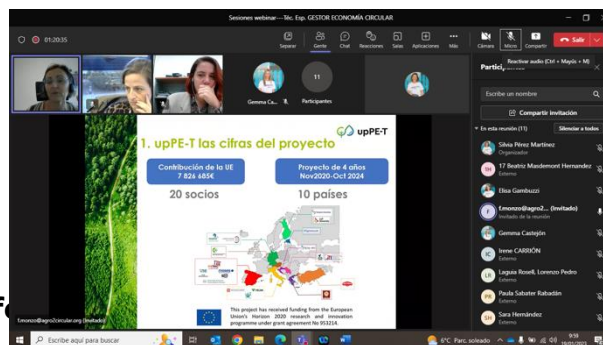 Sesiones webinar---Téc. Esp. GESTOR ECONOMÍA CIRCULAR
01:20:35
Separar
Gente
Chat
Reacciones
Salas
Aplicaciones
Más
Cámara
Micro
Compartir
Salir
Reactivar audio (Ctrl + Mayús + M)
Gemma Ca...
11
Participantes
Escribe un nombre
Compartir invitación
En esta reunión (11)
Silenciar a todos
Silvia Pérez Martínez
Organizador
17 Beatriz Masdemont Hernandez
Externo
Elisa Gambuzzi
f.monzo@agro2... (Invitado)
Invitado de la reunión
Gemma Castejón
IC
Irene CARRIÓN
Externo
LR
Laguia Rosell, Lorenzo Pedro
Externo
PR
Paula Sabater Rabadán
Externo
SH
Sara Hernández
Externo
upPE-T
1. upPE-T las cifras del proyecto
Contribución de la UE
7 826 685€
Proyecto de 4 años
Nov2020-Oct 2024
20 socios
10 países
This project has received funding from the European
Union's Horizon 2020 research and innovation
programme under grant agreement No 953214.
f.monzo@agro2circular.org (Invitado)
Escribe aquí para buscar
6°C Parc. soleado
9:59